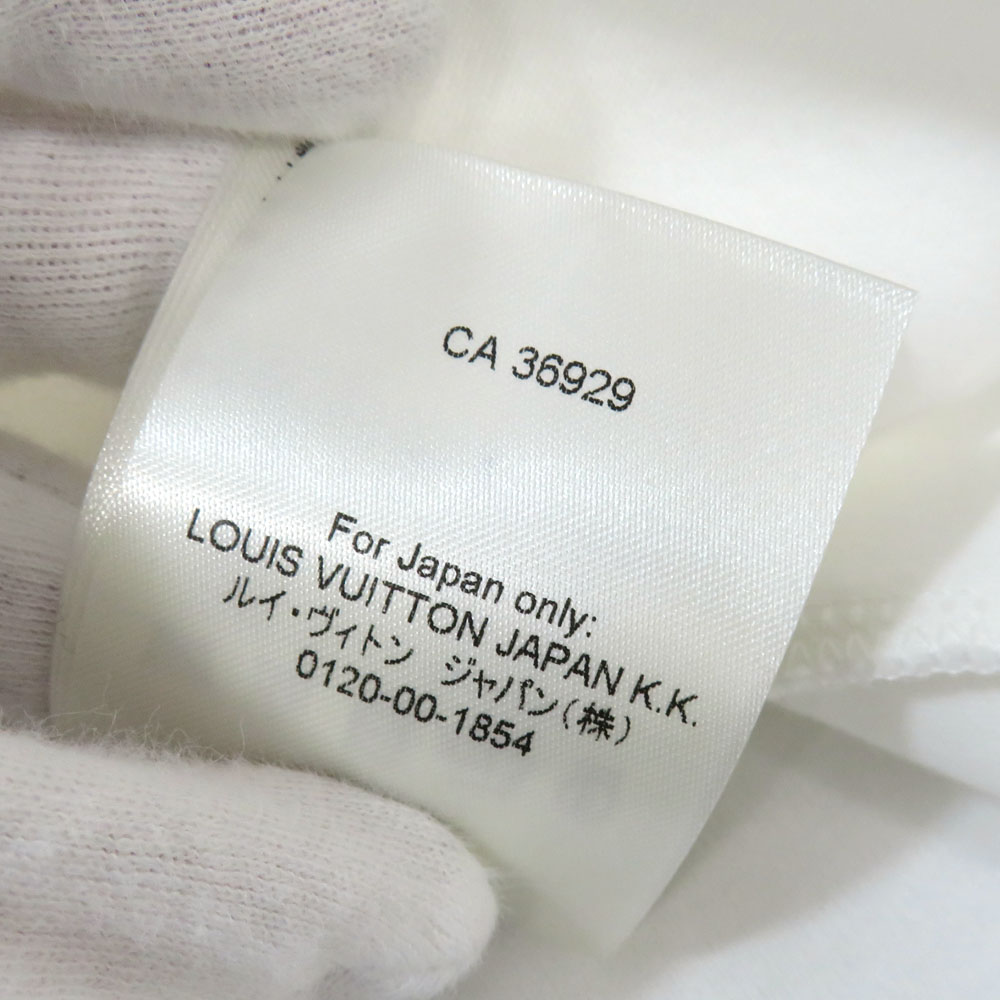 CA 36929
For Japan only:
LOUIS VUITTON JAPAN K.K.
ルイ・ヴィトン ジャパン(株)
0120-00-1854